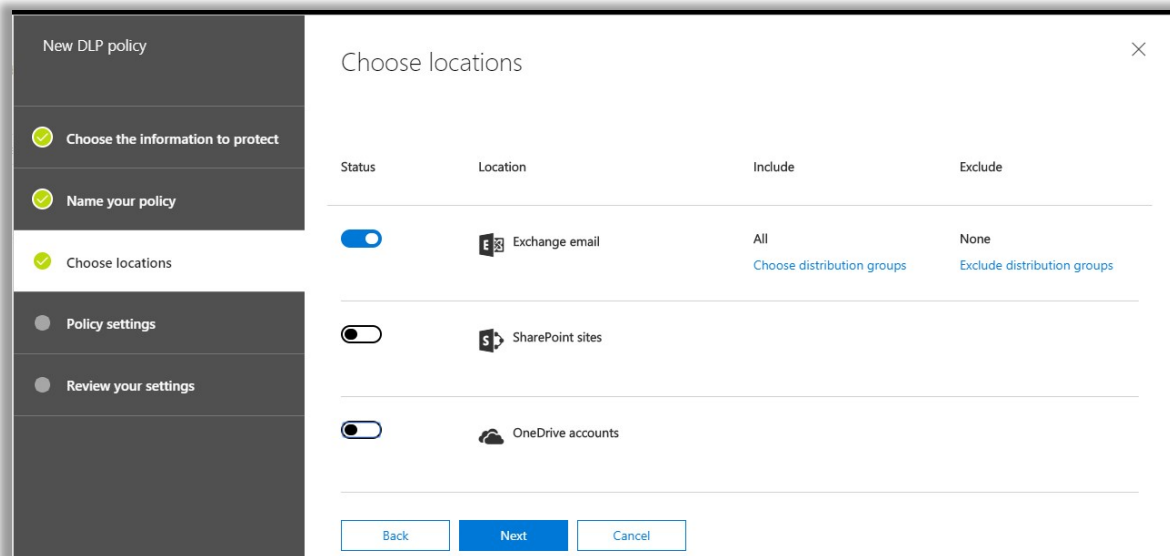 New DLP policy
Choose the information to protect
Name your policy
Choose locations
Policy settings
Review your settings
Choose locations
Status Location Include Exclude
Exchange email All None
Choose distribution groups Exclude distribution groups
SharePoint sites
OneDrive accounts
Back Next Cancel